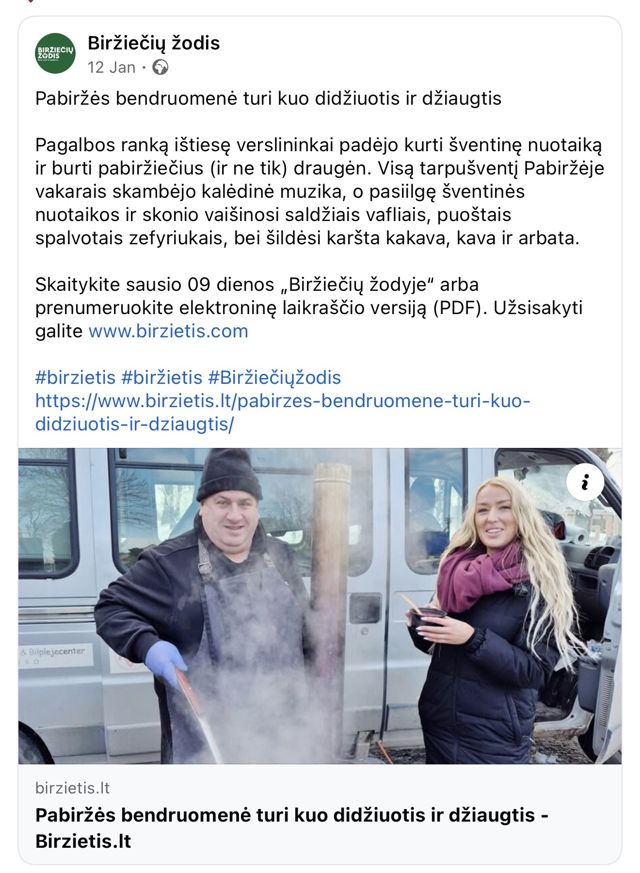 BIRŽIEČIŲ
ŽODIS
Biržiečių žodis
12 Jan ·
Pabiržės bendruomenė turi kuo didžiuotis ir džiaugtis
Pagalbos ranką ištiesę verslininkai padėjo kurti šventinę nuotaiką
ir burti pabiržiečius (ir ne tik) draugėn. Visą tarpušventį Pabiržėje
vakarais skambėjo kalėdinė muzika, o pasiilgę šventinės
nuotaikos ir skonio vaišinosi saldžiais vafliais, puoštais
spalvotais zefyriukais, bei šildėsi karšta kakava, kava ir arbata.
Skaitykite sausio 09 dienos „Biržiečių žodyje“ arba
prenumeruokite elektroninę laikraščio versiją (PDF). Užsisakyti
galite www.birzietis.com
#birzietis #biržietis #Biržiečiųžodis
https://www.birzietis.lt/pabirzes-bendruomene-turi-kuo-
didziuotis-ir-dziaugtis/
i
& Bilplejecenter
birzietis.lt
Pabiržės bendruomenė turi kuo didžiuotis ir džiaugtis -
Birzietis.lt